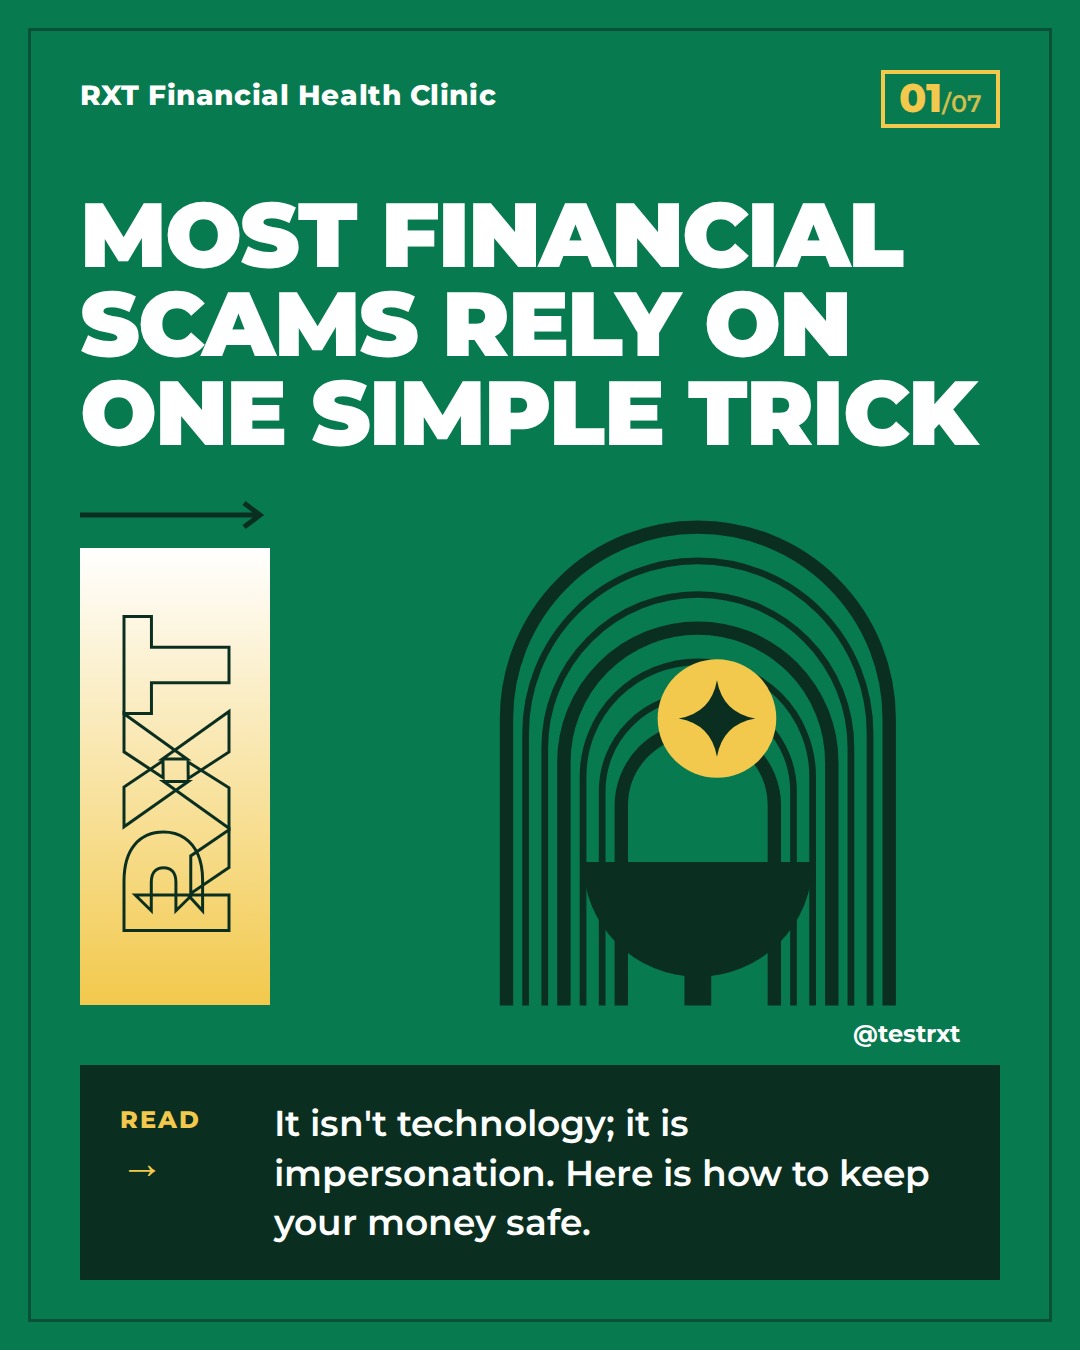 RXT Financial Health Clinic
01/07
MOST FINANCIAL
SCAMS RELY ON
ONE SIMPLE TRICK
RXT
@testrxt
READ
→
It isn't technology; it is
impersonation. Here is how to keep
your money safe.